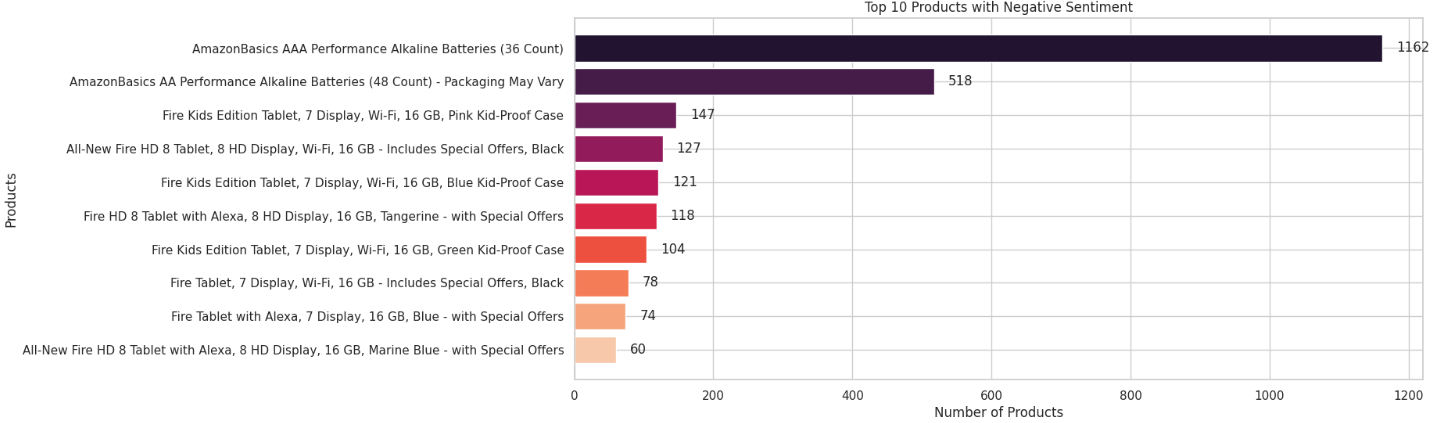 Top 10 Products with Negative Sentiment
Products
AmazonBasics AAA Performance Alkaline Batteries (36 Count) 1162
AmazonBasics AA Performance Alkaline Batteries (48 Count) - Packaging May Vary 518
Fire Kids Edition Tablet, 7 Display, Wi-Fi, 16 GB, Pink Kid-Proof Case 147
All-New Fire HD 8 Tablet, 8 HD Display, Wi-Fi, 16 GB - Includes Special Offers, Black 127
Fire Kids Edition Tablet, 7 Display, Wi-Fi, 16 GB, Blue Kid-Proof Case 121
Fire HD 8 Tablet with Alexa, 8 HD Display, 16 GB, Tangerine - with Special Offers 118
Fire Kids Edition Tablet, 7 Display, Wi-Fi, 16 GB, Green Kid-Proof Case 104
Fire Tablet, 7 Display, Wi-Fi, 16 GB - Includes Special Offers, Black 78
Fire Tablet with Alexa, 7 Display, 16 GB, Blue - with Special Offers 74
All-New Fire HD 8 Tablet with Alexa, 8 HD Display, 16 GB, Marine Blue - with Special Offers 60
0 200 400 600 800 1000 1200
Number of Products